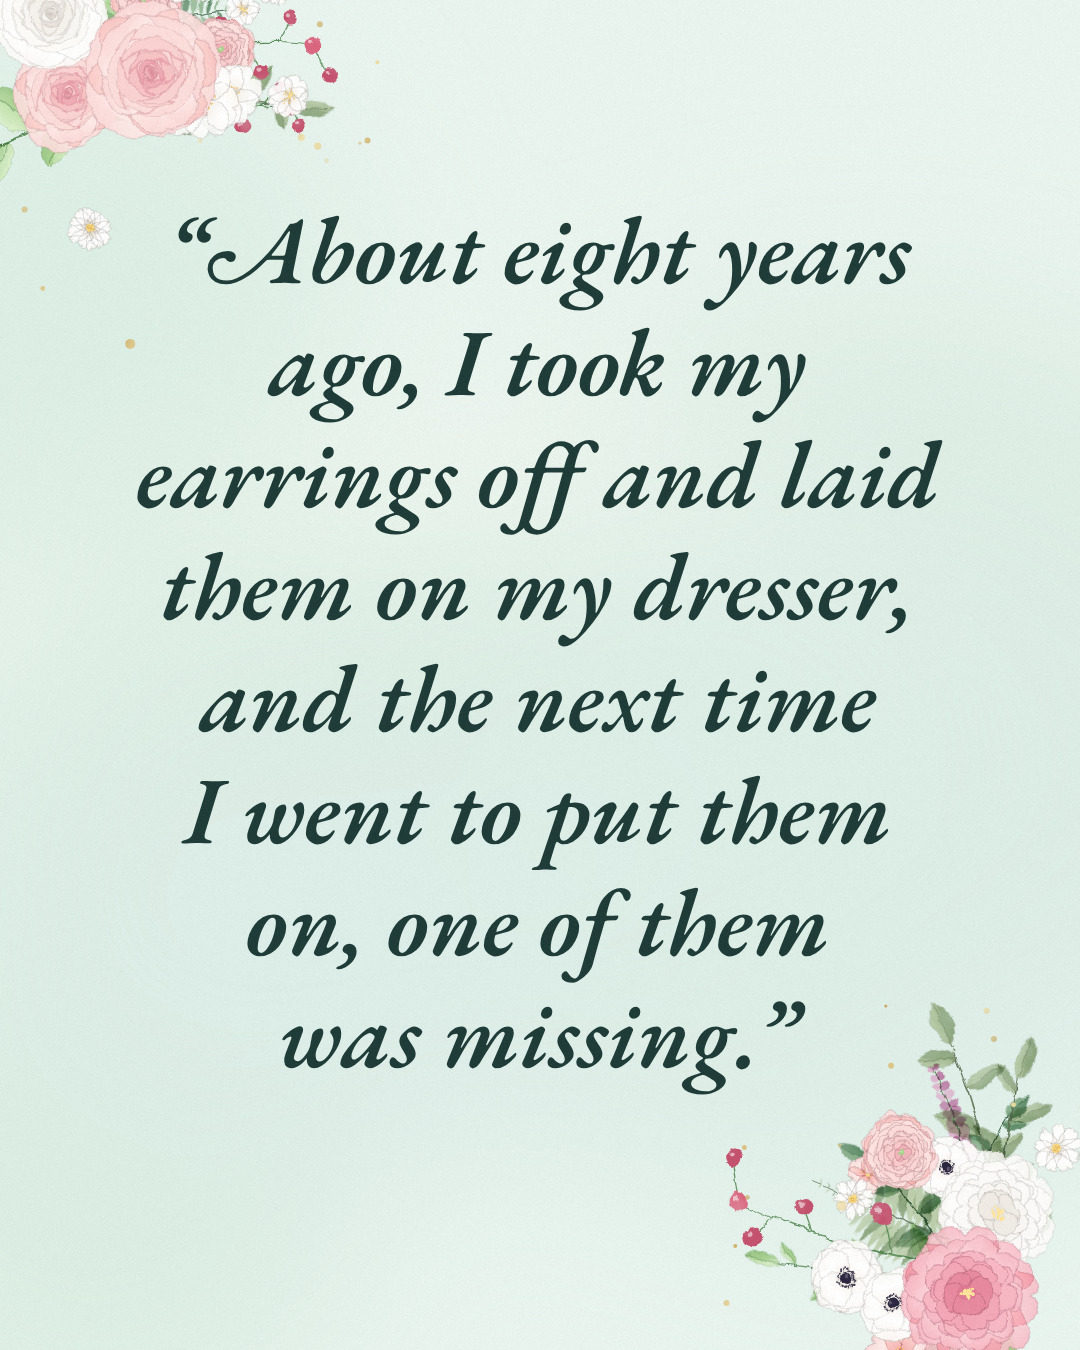 “About eight years
ago, I took my
earrings off and laid
them on my dresser,
and the next time
I went to put them
on, one of them
was missing.”